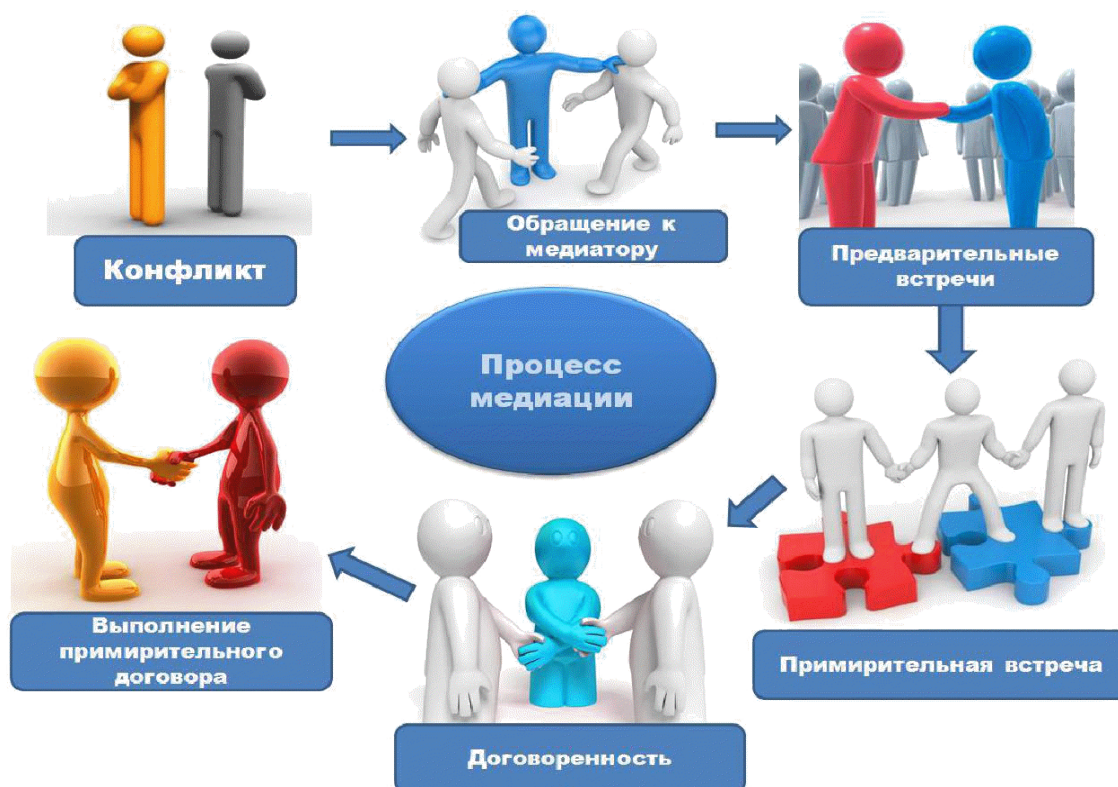 Конфликт
Обращение к
медиатору
Предварительные
встречи
Процесс
медиации
Примирительная встреча
Договоренность
Выполнение
примирительного
договора